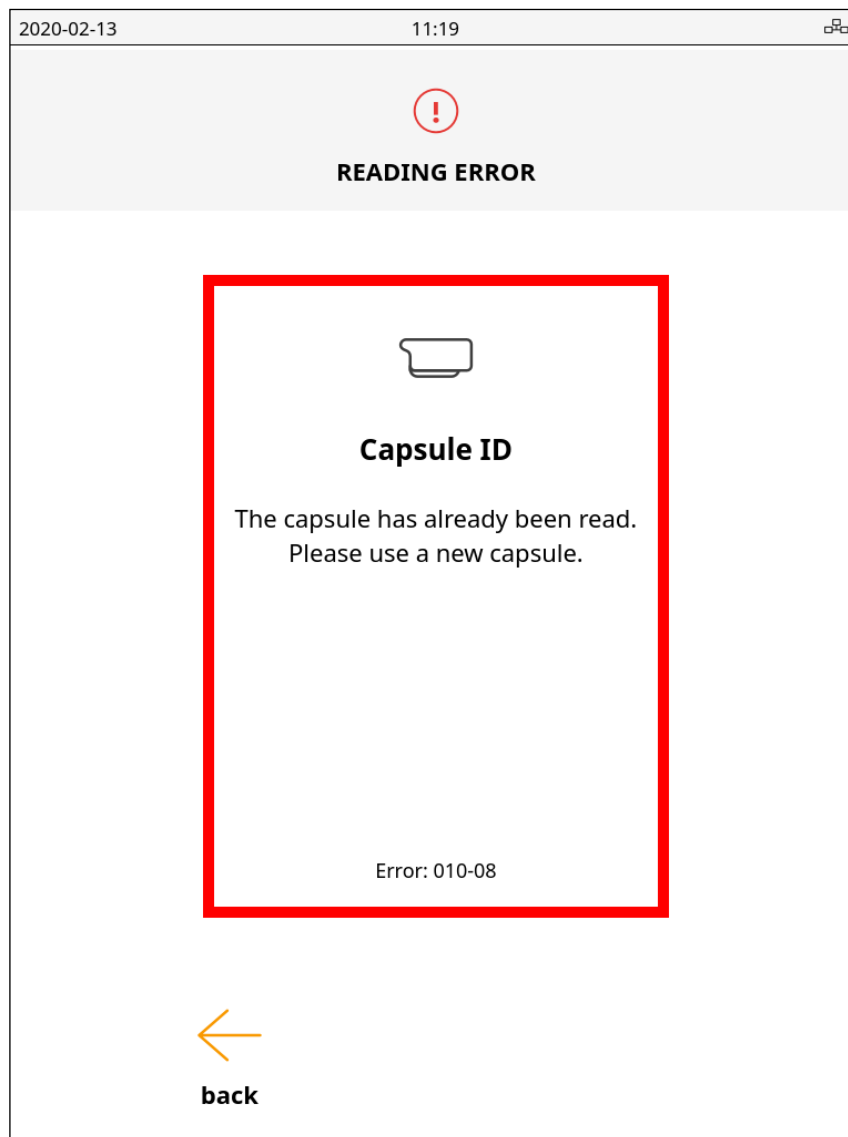 2020-02-13 11:19
READING ERROR
Capsule ID
The capsule has already been read.
Please use a new capsule.
Error: 010-08
back